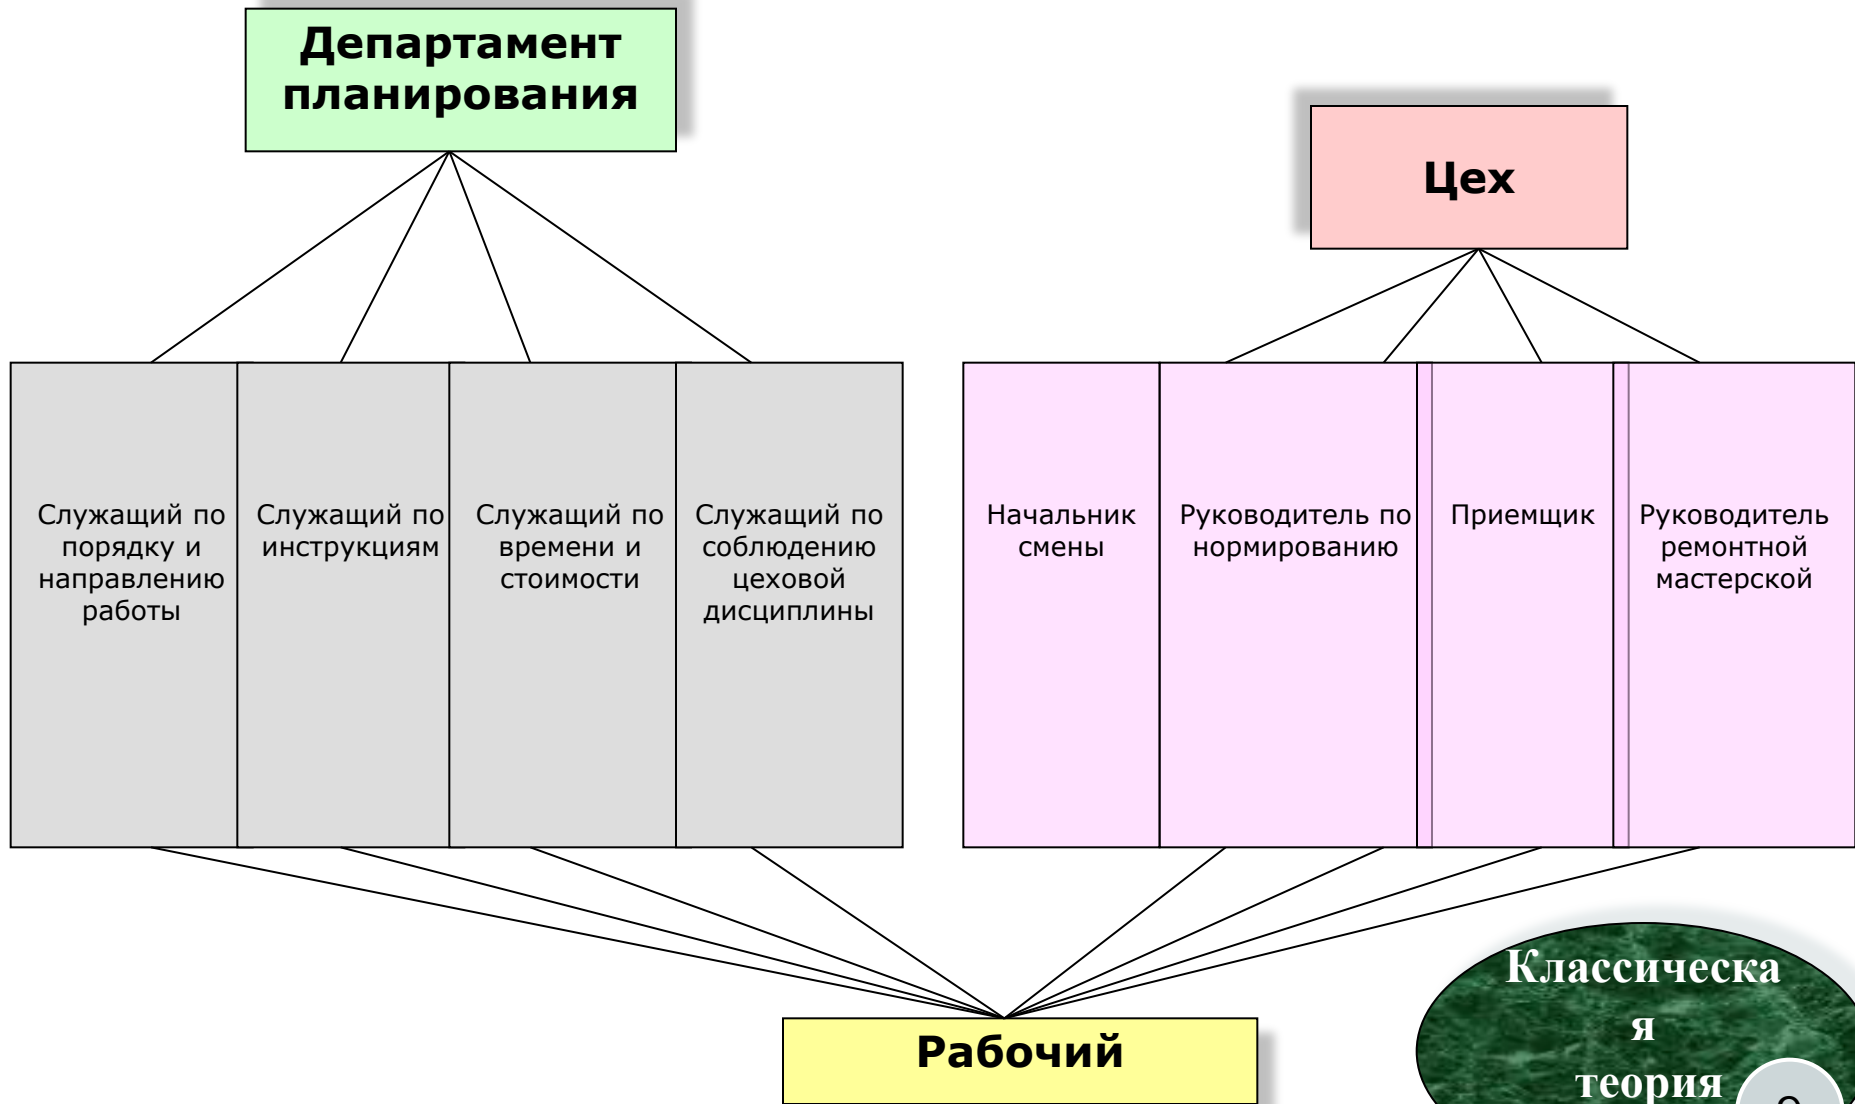 Департамент
планирования
Цех
Служащий по
порядку и
направлению
работы
Служащий по
инструкциям
Служащий по
времени и
стоимости
Служащий по
соблюдению
цеховой
дисциплины
Начальник
смены
Руководитель по
нормированию
Приемщик
Руководитель
ремонтной
мастерской
Рабочий
Классическа
я
теория